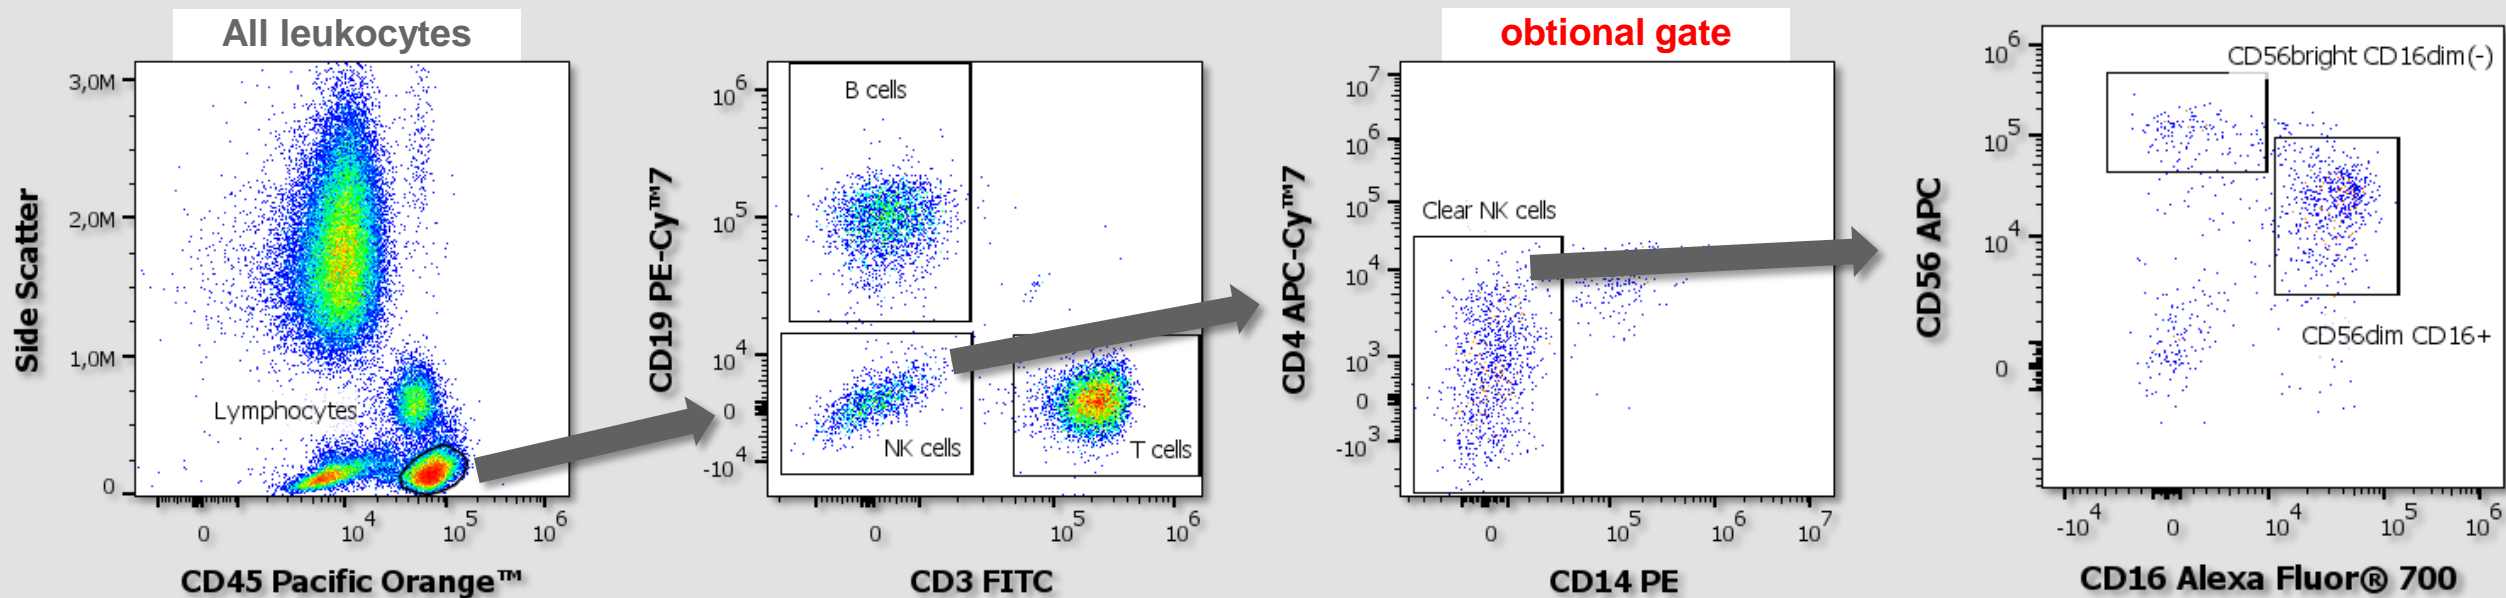 All leukocytes
obtional gate
Side Scatter
3,0M
2,0M
1,0M
0
Lymphocytes
0
10^4
10^5
10^6
CD45 Pacific Orange™
CD19 PE-Cy™7
10^6
10^5
10^4
0
-10^4
B cells
NK cells
T cells
0
10^5
10^6
CD3 FITC
CD4 APC-Cy™7
10^7
10^6
10^5
10^4
10^3
0
-10^3
Clear NK cells
0
10^5
10^6
10^7
CD14 PE
CD56 APC
10^6
10^5
10^4
0
CD56bright CD16dim(-)
CD56dim CD16+
-10^4
0
10^4
10^5
10^6
CD16 Alexa Fluor® 700